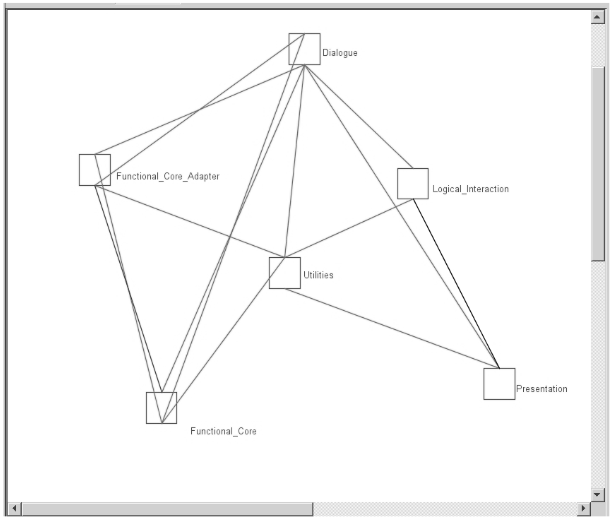 Dialogue
Functional_Core_Adapter
Logical_Interaction
Utilities
Presentation
Functional_Core